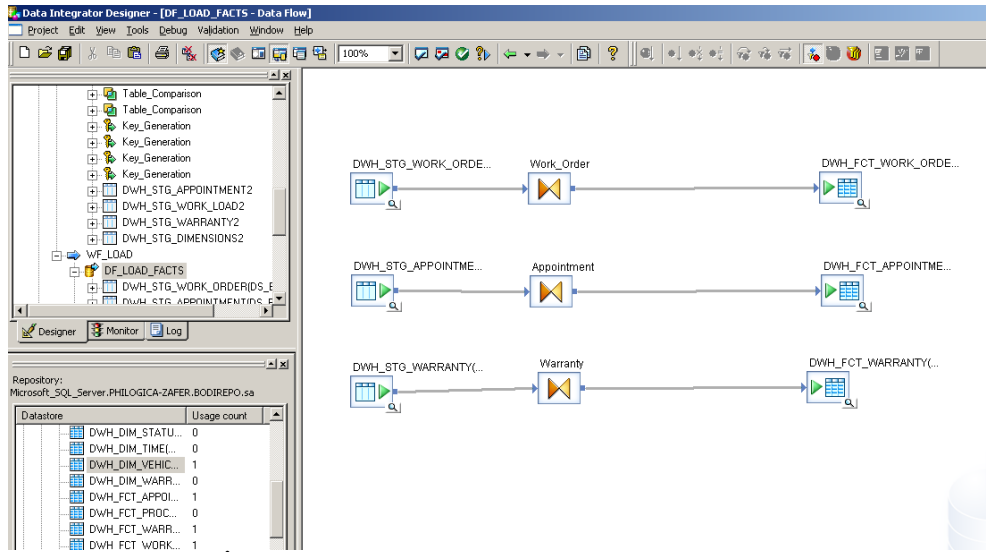 Data Integrator Designer - [DF_LOAD_FACTS - Data Flow]
Project Edit View Tools Debug Validation Window Help
100%
Table_Comparison
Table_Comparison
Key_Generation
Key_Generation
Key_Generation
Key_Generation
DWH_STG_APPOINTMENT2
DWH_STG_WORK_LOAD2
DWH_STG_WARRANTY2
DWH_STG_DIMENSIONS2
WF_LOAD
DF_LOAD_FACTS
DWH_STG_WORK_ORDER(DS_E
DWH_STG_APPOINTMENT(DS_E
Designer Monitor Log
Repository:
Microsoft_SQL_Server.PHILOGICA-ZAFER.BODIREPO.sa
Datastore Usage count
DWH_DIM_STATU... 0
DWH_DIM_TIME(... 0
DWH_DIM_VEHIC... 1
DWH_DIM_WARR... 0
DWH_FCT_APPOI... 1
DWH_FCT_PROC... 0
DWH_FCT_WARR... 1
DWH_FCT_WORK... 1
DWH_STG_WORK_ORDE... Work_Order DWH_FCT_WORK_ORDE...
DWH_STG_APPOINTME... Appointment DWH_FCT_APPOINTME...
DWH_STG_WARRANTY(... Warranty DWH_FCT_WARRANTY(...